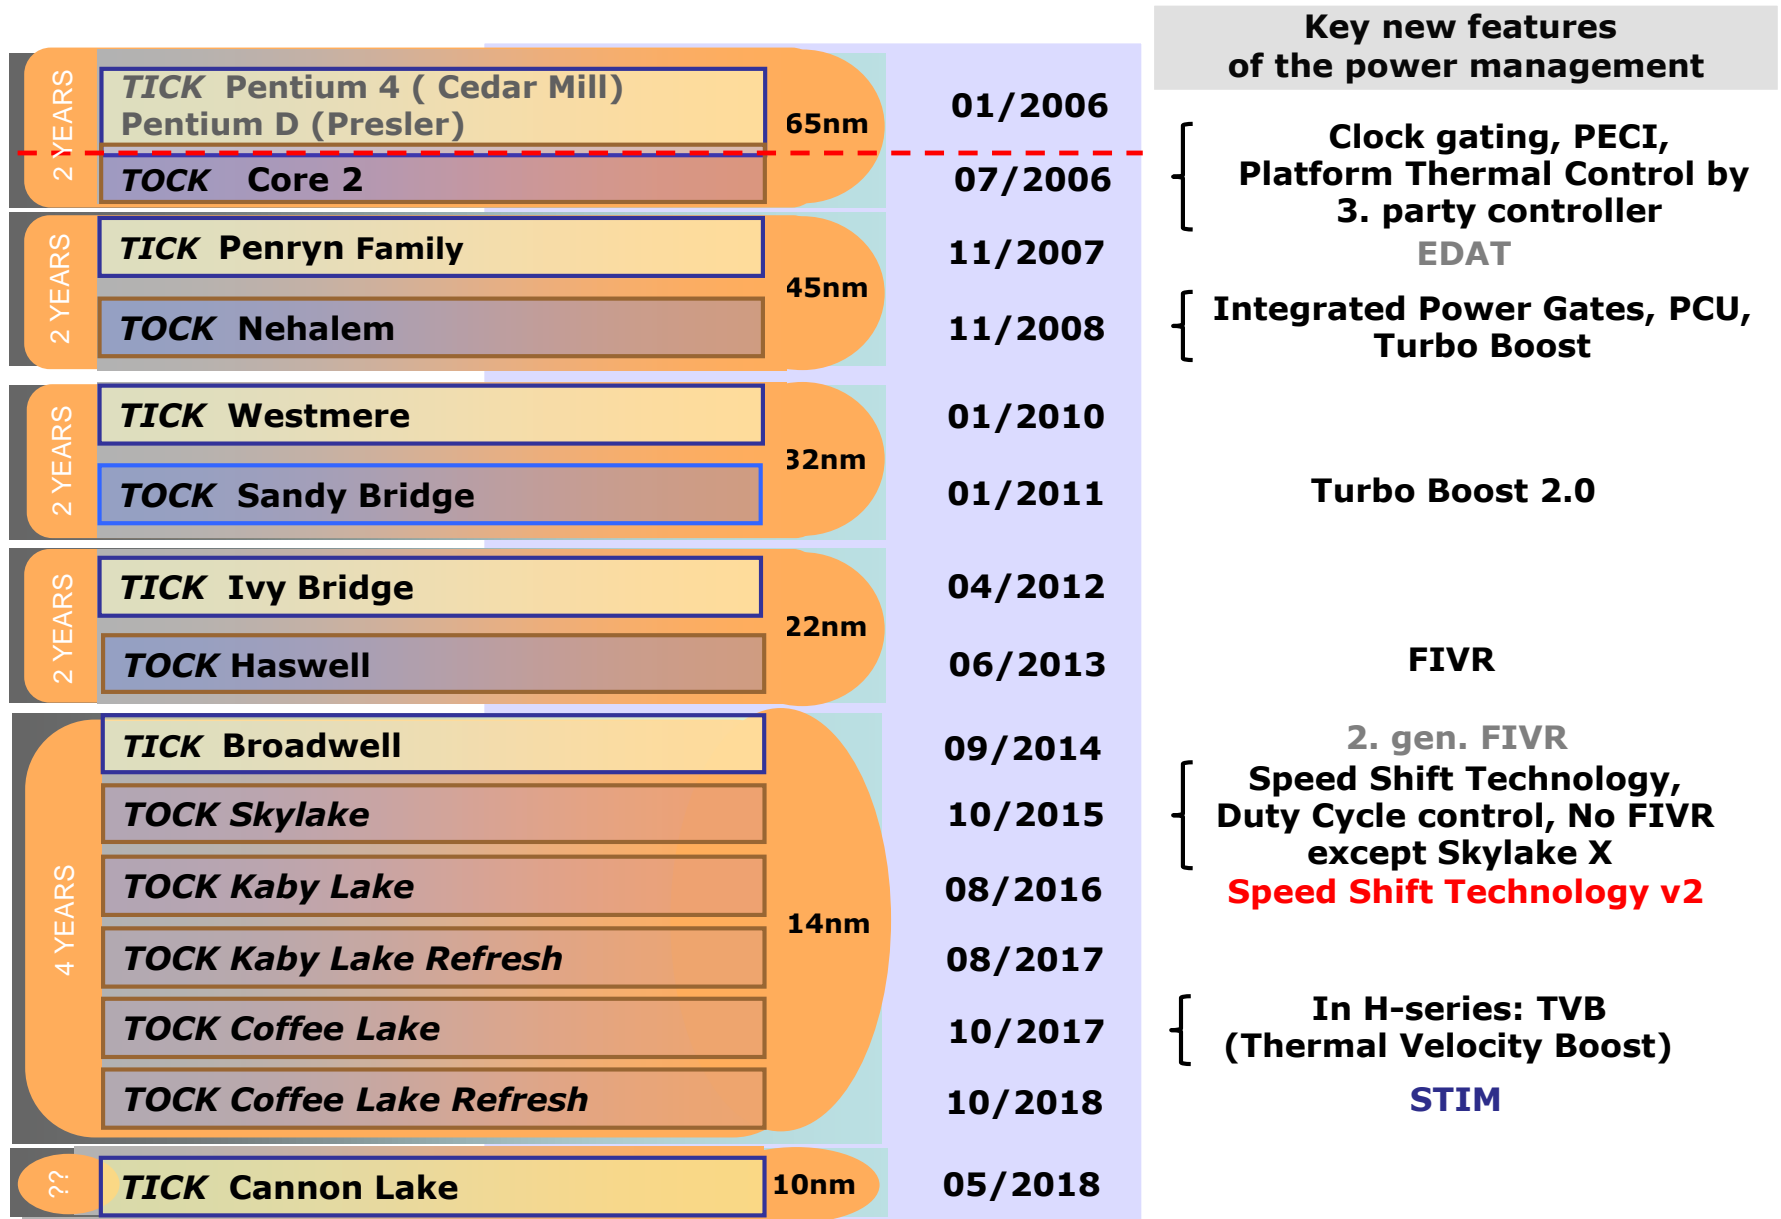 Key new features
of the power management
2 YEARS
TICK Pentium 4 ( Cedar Mill)
Pentium D (Presler)
65nm
01/2006
TOCK Core 2
07/2006
Clock gating, PECI,
Platform Thermal Control by
3. party controller
2 YEARS
TICK Penryn Family
45nm
11/2007
EDAT
TOCK Nehalem
11/2008
Integrated Power Gates, PCU,
Turbo Boost
2 YEARS
TICK Westmere
32nm
01/2010
TOCK Sandy Bridge
01/2011
Turbo Boost 2.0
2 YEARS
TICK Ivy Bridge
22nm
04/2012
TOCK Haswell
06/2013
FIVR
4 YEARS
TICK Broadwell
14nm
09/2014
2. gen. FIVR
TOCK Skylake
10/2015
Speed Shift Technology,
Duty Cycle control, No FIVR
except Skylake X
TOCK Kaby Lake
08/2016
Speed Shift Technology v2
TOCK Kaby Lake Refresh
08/2017
TOCK Coffee Lake
10/2017
In H-series: TVB
(Thermal Velocity Boost)
TOCK Coffee Lake Refresh
10/2018
STIM
??
TICK Cannon Lake
10nm
05/2018